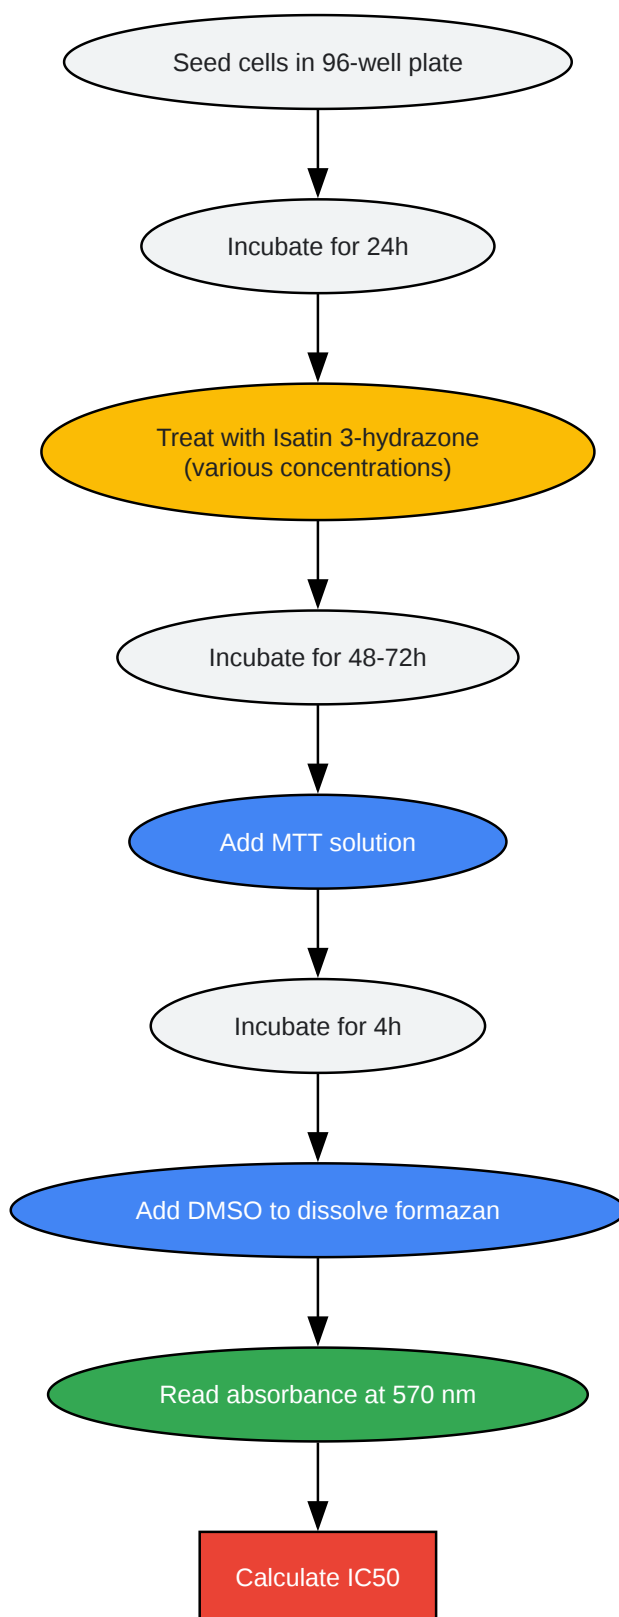 Seed cells in 96-well plate
Incubate for 24h
Treat with Isatin 3-hydrazone
(various concentrations)
Incubate for 48-72h
Add MTT solution
Incubate for 4h
Add DMSO to dissolve formazan
Read absorbance at 570 nm
Calculate IC50